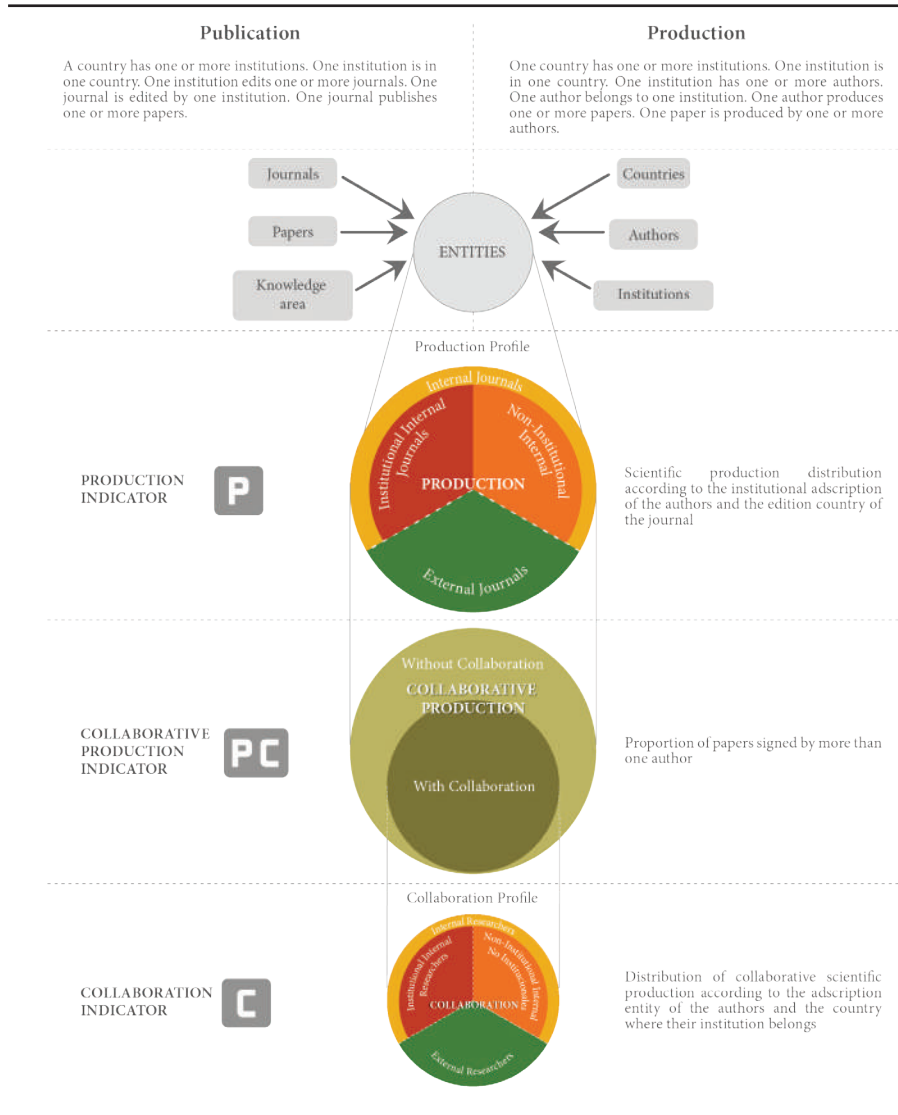 Publication
A country has one or more institutions. One institution is in
one country. One institution edits one or more journals. One
journal is edited by one institution. One journal publishes
one or more papers.
Production
One country has one or more institutions. One institution is
in one country. One institution has one or more authors.
One author belongs to one institution. One author produces
one or more papers. One paper is produced by one or more
authors.
Journals
Papers
Knowledge
area
ENTITIES
Countries
Authors
Institutions
Production Profile
PRODUCTION
INDICATOR
P
Internal Journals
Institutional Internal
Journals
Non-Institutional
Internal
PRODUCTION
External Journals
Scientific production distribution
according to the institutional adscription
of the authors and the edition country of
the journal
COLLABORATIVE
PRODUCTION
INDICATOR
PC
Without Collaboration
COLLABORATIVE
PRODUCTION
With Collaboration
Proportion of papers signed by more than
one author
Collaboration Profile
COLLABORATION
INDICATOR
C
Internal Researchers
Institutional Internal
Researchers
Non-Institutional Internal
No Institucionales
COLLABORATION
External Researchers
Distribution of collaborative scientific
production according to the adscription
entity of the authors and the country
where their institution belongs